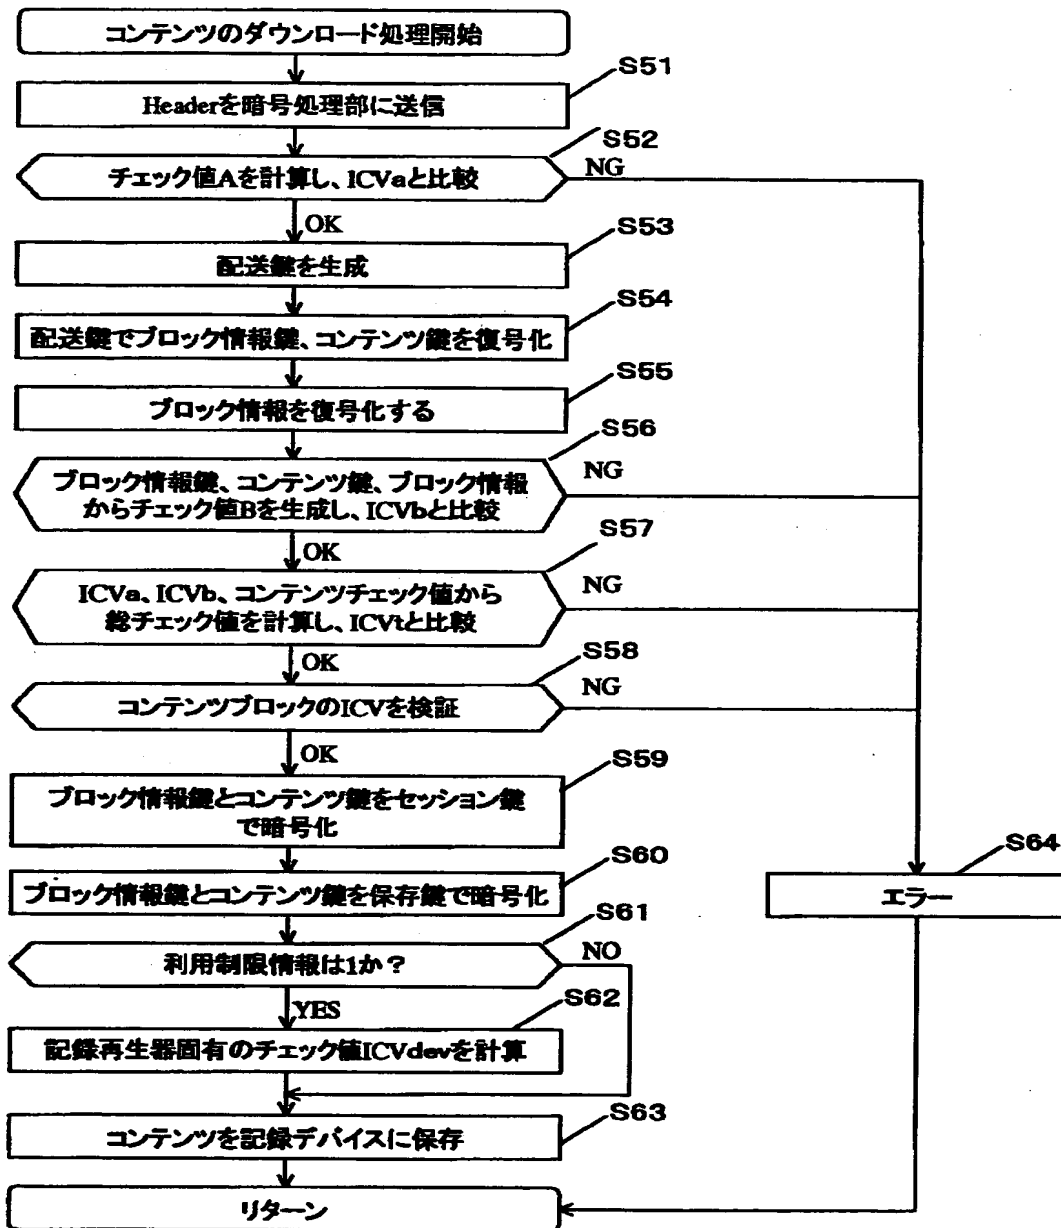 コンテンツのダウンロード処理開始
S51
Headerを暗号処理部に送信
S52
チェック値Aを計算し、ICVaと比較
NG
OK
S53
配送鍵を生成
S54
配送鍵でブロック情報鍵、コンテンツ鍵を復号化
S55
ブロック情報を復号化する
S56
ブロック情報鍵、コンテンツ鍵、ブロック情報
からチェック値Bを生成し、ICVbと比較
NG
OK
S57
ICVa、ICVb、コンテンツチェック値から
総チェック値を計算し、ICVtと比較
NG
OK
S58
コンテンツブロックのICVを検証
NG
OK
S59
ブロック情報鍵とコンテンツ鍵をセッション鍵
で暗号化
S60
ブロック情報鍵とコンテンツ鍵を保存鍵で暗号化
S64
エラー
S61
利用制限情報は1か？
NO
YES
S62
記録再生器固有のチェック値ICVdevを計算
S63
コンテンツを記録デバイスに保存
リターン